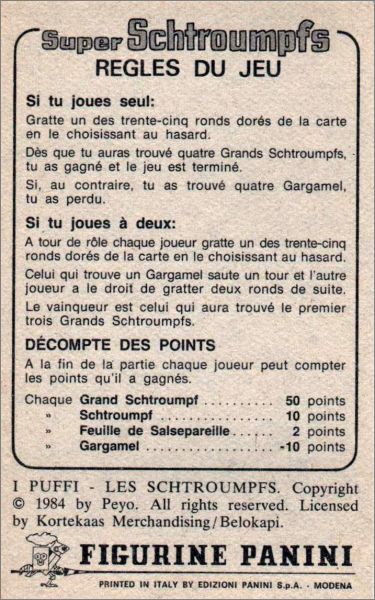 Super Schtroumpfs
REGLES DU JEU
Si tu joues seul:
Gratte un des trente-cinq ronds dorés de la carte
en le choisissant au hasard.
Dès que tu auras trouvé quatre Grands Schtroumpfs,
tu as gagné et le jeu est terminé.
Si, au contraire, tu as trouvé quatre Gargamel,
tu as perdu.
Si tu joues à deux:
A tour de rôle chaque joueur gratte un des trente-cinq
ronds dorés de la carte en le choisissant au hasard.
Celui qui trouve un Gargamel saute un tour et l'autre
joueur a le droit de gratter deux ronds de suite.
Le vainqueur est celui qui aura trouvé le premier
trois Grands Schtroumpfs.
DÉCOMPTE DES POINTS
A la fin de la partie chaque joueur peut compter
les points qu'il a gagnés.
Chaque Grand Schtroumpf .......... 50 points
» Schtroumpf .......... 10 points
» Feuille de Salsepareille ..... 2 points
» Gargamel .......... -10 points
I PUFFI - LES SCHTROUMPFS. Copyright
© 1984 by Peyo. All rights reserved. Licensed
by Kortekaas Merchandising/Belokapi.
FIGURINE PANINI
PRINTED IN ITALY BY EDIZIONI PANINI S.p.A. - MODENA